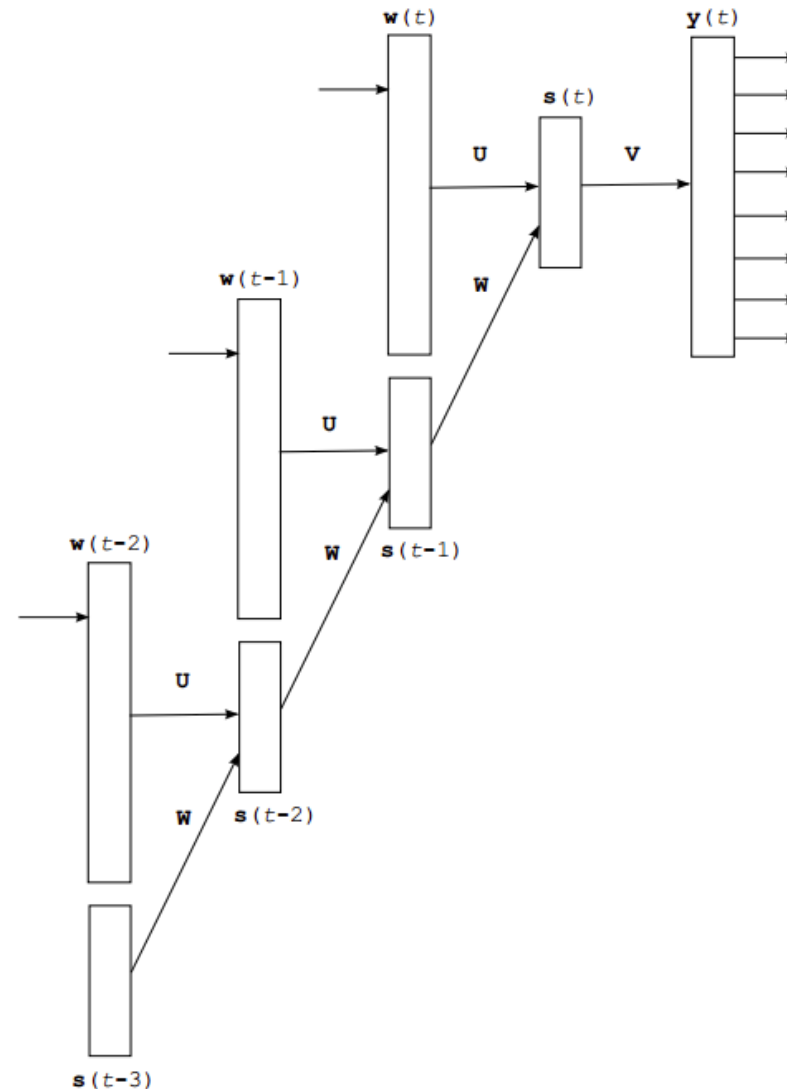 w(t) y(t)
s(t)
U V
w(t-1)
W
U
w(t-2)
W s(t-1)
U
W s(t-2)
s(t-3)